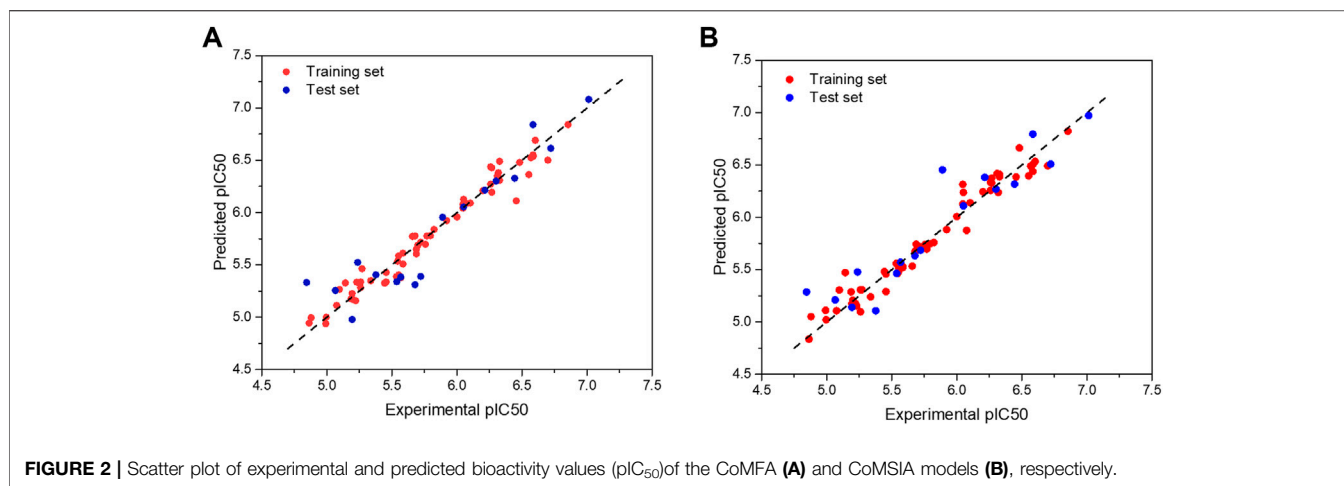 A
7.5
7.0
6.5
6.0
5.5
5.0
4.5
Predicted pIC50
Training set
Test set
4.5 5.0 5.5 6.0 6.5 7.0 7.5
Experimental pIC50
B
7.5
7.0
6.5
6.0
5.5
5.0
4.5
Predicted pIC50
Training set
Test set
4.5 5.0 5.5 6.0 6.5 7.0 7.5
Experimental pIC50
FIGURE 2 | Scatter plot of experimental and predicted bioactivity values (pIC50)of the CoMFA (A) and CoMSIA models (B), respectively.